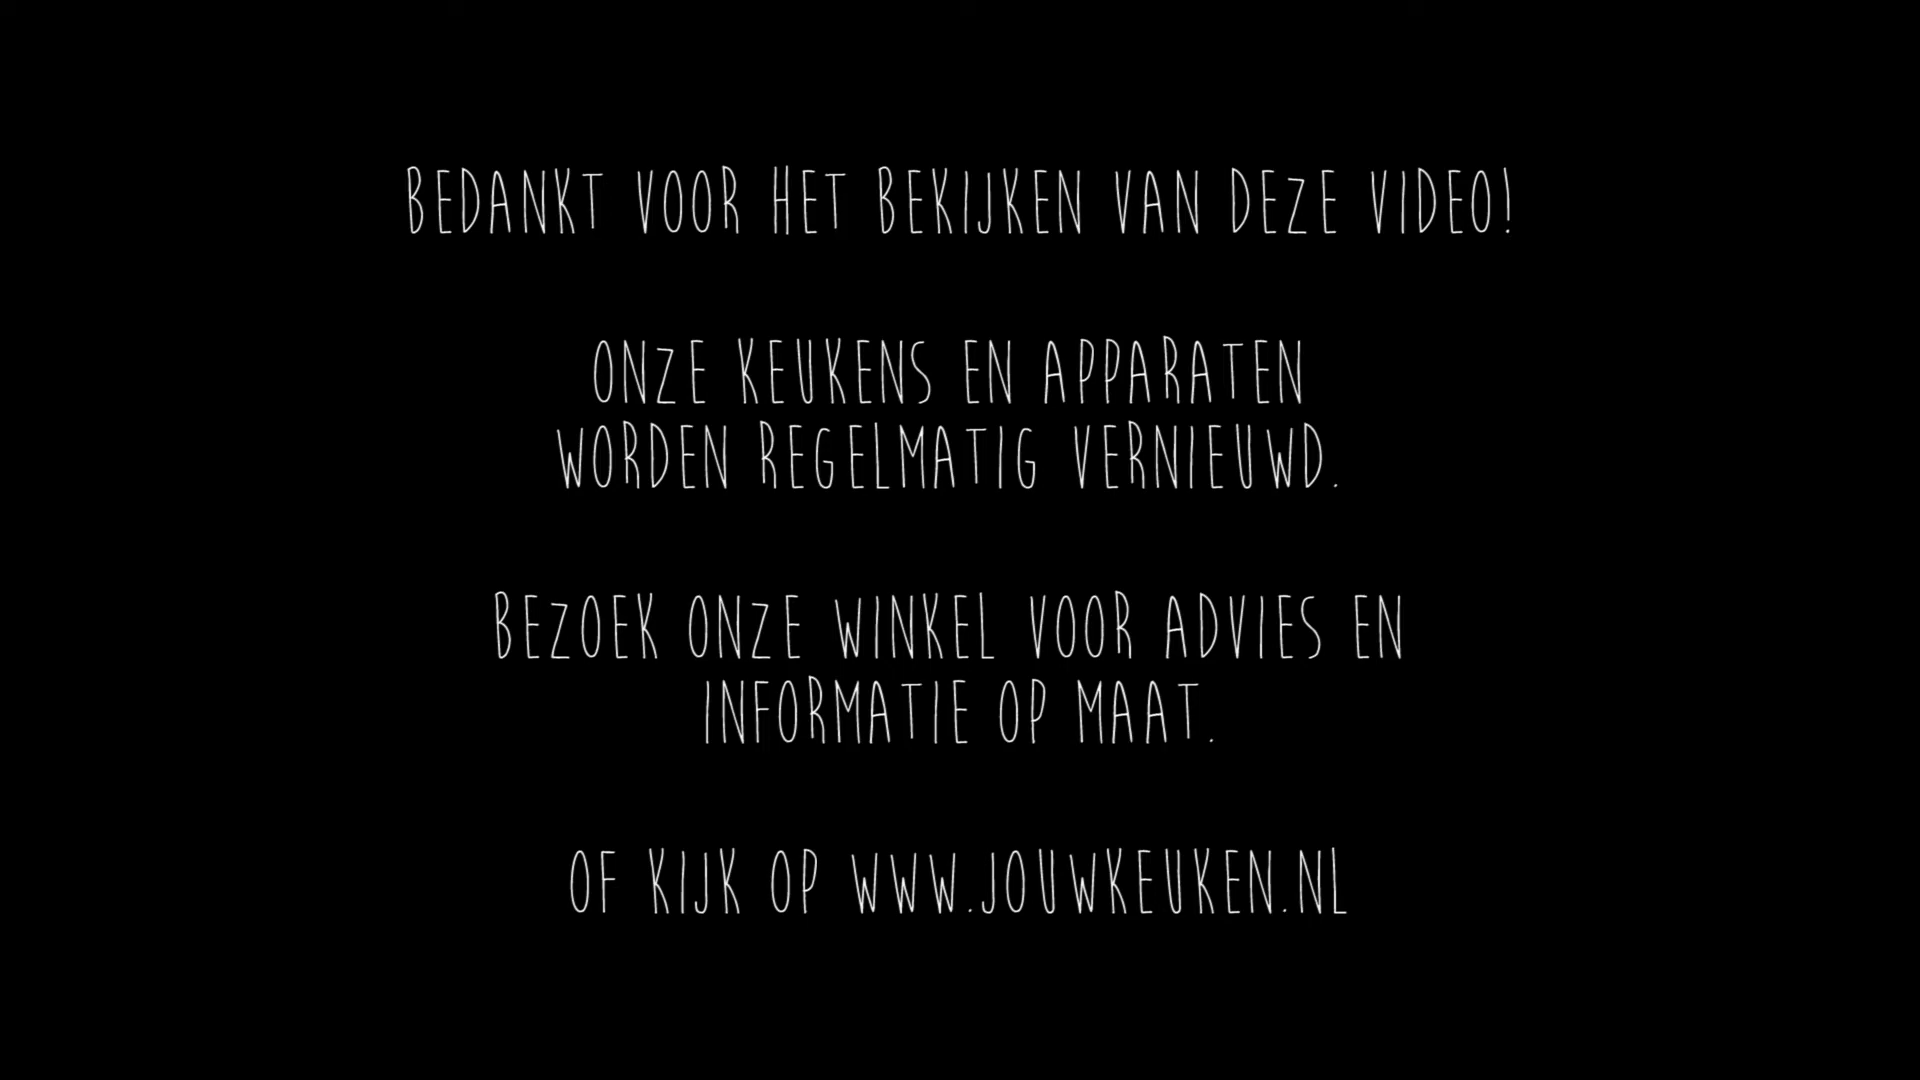 BEDANKT VOOR HET BEKIJKEN VAN DEZE VIDEO!
ONZE KEUKENS EN APPARATEN
WORDEN REGELMATIG VERNIEUWD.
BEZOEK ONZE WINKEL VOOR ADVIES EN
INFORMATIE OP MAAT.
OF KIJK OP WWW.JOUWKEUKEN.NL